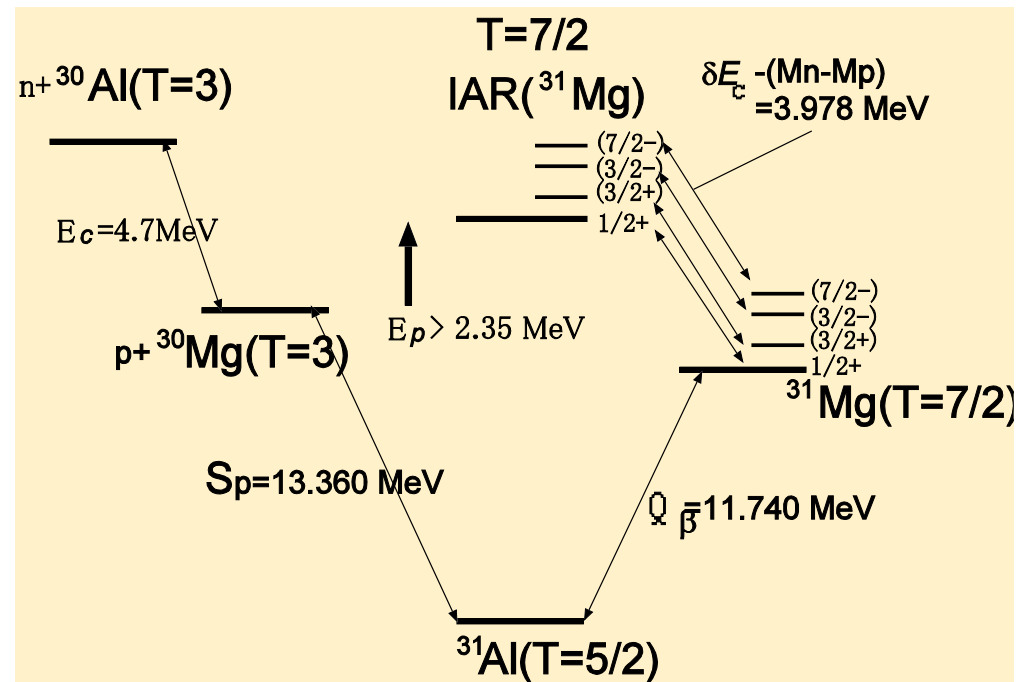 T=7/2
IAR(³¹Mg)
n+³⁰Al(T=3)
δEc -(Mn-Mp)
=3.978 MeV
(7/2-)
(3/2-)
(3/2+)
1/2+
Ec=4.7MeV
Ep> 2.35 MeV
p+³⁰Mg(T=3)
(7/2-)
(3/2-)
(3/2+)
1/2+
³¹Mg(T=7/2)
Sp=13.360 MeV
Qβ=11.740 MeV
³¹Al(T=5/2)